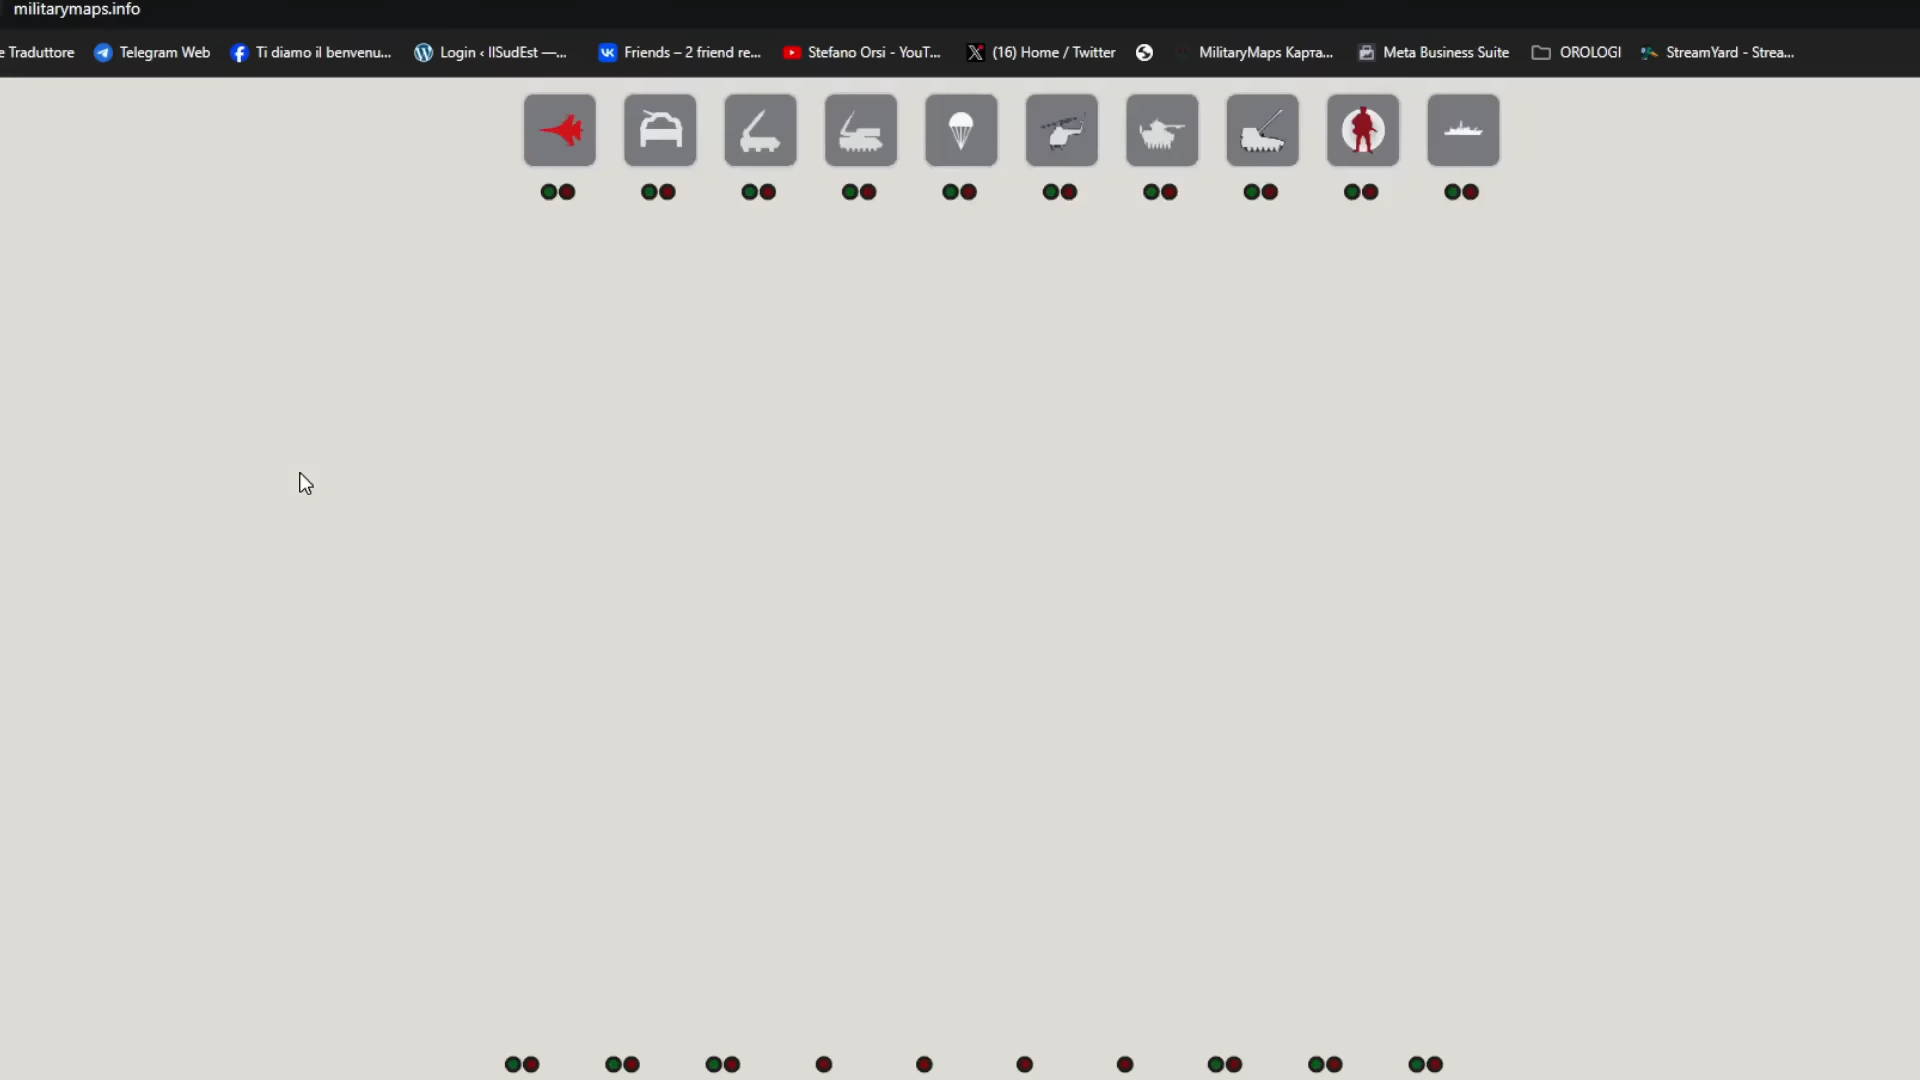 militarymaps.info
e Traduttore Telegram Web Ti diamo il benvenu... Login ‹ IlSudEst —... Friends – 2 friend re... Stefano Orsi - YouT... (16) Home / Twitter MilitaryMaps Карта... Meta Business Suite OROLOGI StreamYard - Strea...